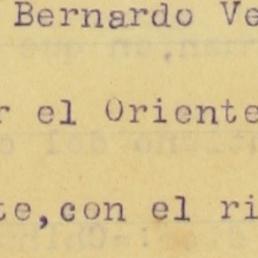 Bernardo Ve
r el Oriente
te,con el ri